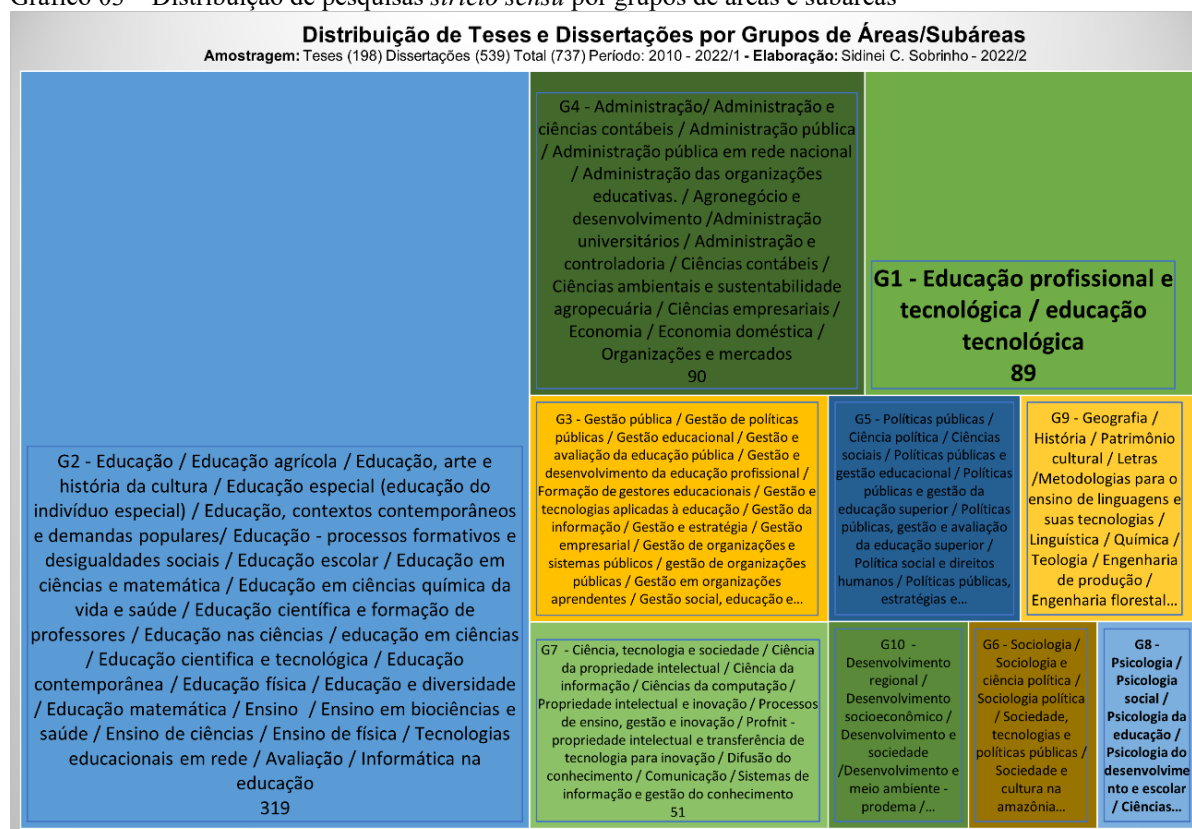 Gráfico 05 – Distribuição de pesquisas stricto sensu por grupos de áreas e subáreas
Distribuição de Teses e Dissertações por Grupos de Áreas/Subáreas
Amostragem: Teses (198) Dissertações (539) Total (737) Período: 2010 - 2022/1 - Elaboração: Sidinei C. Sobrinho - 2022/2
G2 - Educação / Educação agrícola / Educação, arte e
história da cultura / Educação especial (educação do
indivíduo especial) / Educação, contextos contemporâneos
e demandas populares/ Educação - processos formativos e
desigualdades sociais / Educação escolar / Educação em
ciências e matemática / Educação em ciências química da
vida e saúde / Educação científica e formação de
professores / Educação nas ciências / educação em ciências
/ Educação cientifica e tecnológica / Educação
contemporânea / Educação física / Educação e diversidade
/ Educação matemática / Ensino / Ensino em biociências e
saúde / Ensino de ciências / Ensino de física / Tecnologias
educacionais em rede / Avaliação / Informática na
educação
319
G4 - Administração/ Administração e
ciências contábeis / Administração pública
/ Administração pública em rede nacional
/ Administração das organizações
educativas. / Agronegócio e
desenvolvimento /Administração
universitários / Administração e
controladoria / Ciências contábeis /
Ciências ambientais e sustentabilidade
agropecuária / Ciências empresariais /
Economia / Economia doméstica /
Organizações e mercados
90
G1 - Educação profissional e
tecnológica / educação
tecnológica
89
G3 - Gestão pública / Gestão de políticas
públicas / Gestão educacional / Gestão e
avaliação da educação pública / Gestão e
desenvolvimento da educação profissional /
Formação de gestores educacionais / Gestão e
tecnologias aplicadas à educação / Gestão da
informação / Gestão e estratégia / Gestão
empresarial / Gestão de organizações e
sistemas públicos / gestão de organizações
públicas / Gestão em organizações
aprendentes / Gestão social, educação e...
G5 - Políticas públicas /
Ciência política / Ciências
sociais / Políticas públicas e
gestão educacional / Políticas
públicas e gestão da
educação superior / Políticas
públicas, gestão e avaliação
da educação superior /
Política social e direitos
humanos / Políticas públicas,
estratégias e...
G9 - Geografia /
História / Patrimônio
cultural / Letras
/Metodologias para o
ensino de linguagens e
suas tecnologias /
Linguística / Química /
Teologia / Engenharia
de produção /
Engenharia florestal...
G7 - Ciência, tecnologia e sociedade / Ciência
da propriedade intelectual / Ciência da
informação / Ciências da computação /
Propriedade intelectual e inovação / Processos
de ensino, gestão e inovação / Profnit -
propriedade intelectual e transferência de
tecnologia para inovação / Difusão do
conhecimento / Comunicação / Sistemas de
informação e gestão do conhecimento
51
G10 -
Desenvolvimento
regional /
Desenvolvimento
socioeconômico /
Desenvolvimento e
sociedade
/Desenvolvimento e
meio ambiente -
prodema /...
G6 - Sociologia /
Sociologia e
ciência política /
Sociologia política
/ Sociedade,
tecnologias e
políticas públicas /
Sociedade e
cultura na
amazônia...
G8 -
Psicologia /
Psicologia
social /
Psicologia da
educação /
Psicologia do
desenvolvime
nto e escolar
/ Ciências...